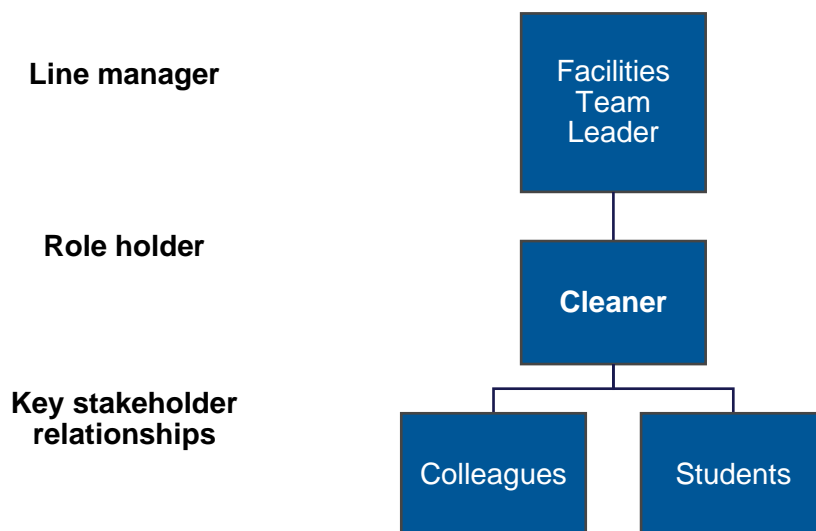 Line manager
Facilities
Team
Leader
Role holder
Cleaner
Key stakeholder
relationships
Colleagues
Students